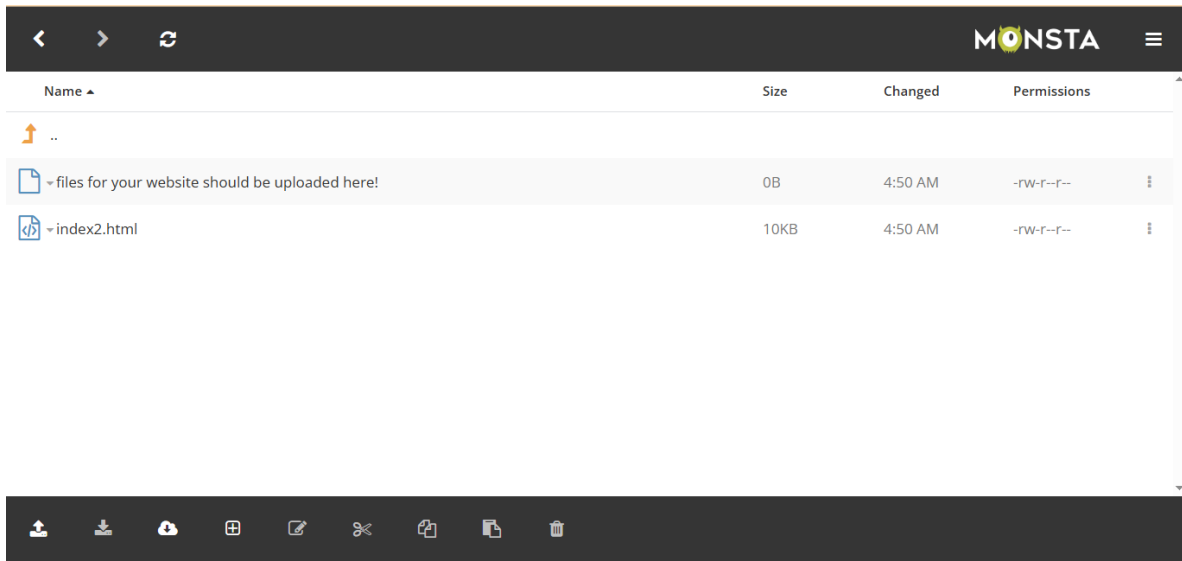 MONSTA
Name Size Changed Permissions
..
files for your website should be uploaded here! 0B 4:50 AM -rw-r--r--
index2.html 10KB 4:50 AM -rw-r--r--